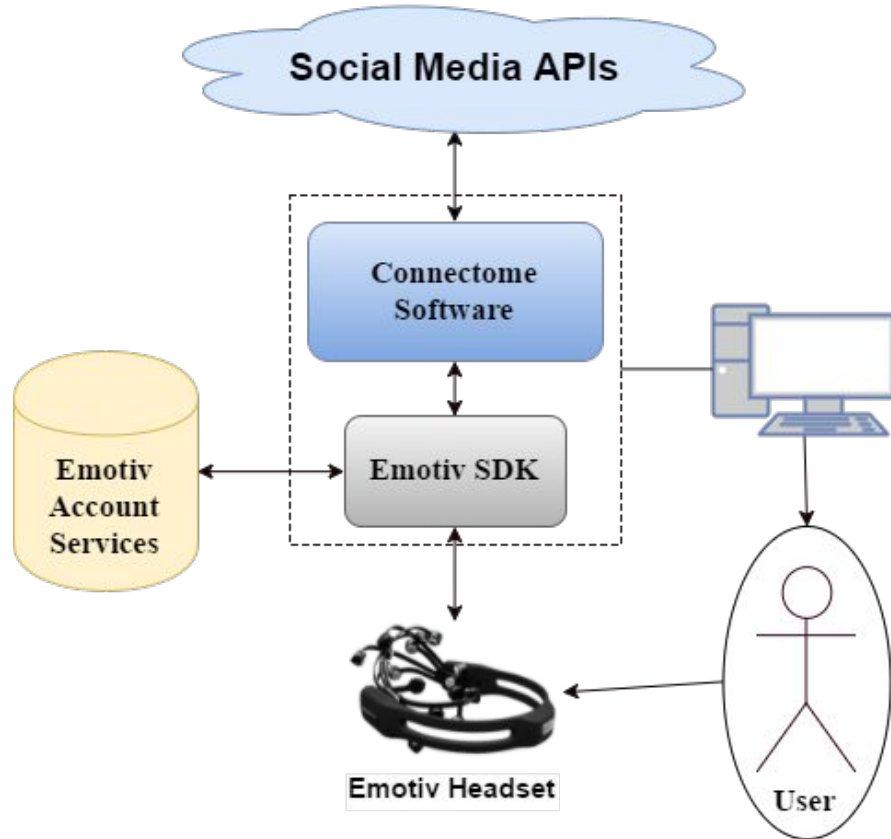 Social Media APIs
Connectome
Software
Emotiv
Account
Services
Emotiv SDK
Emotiv Headset
User